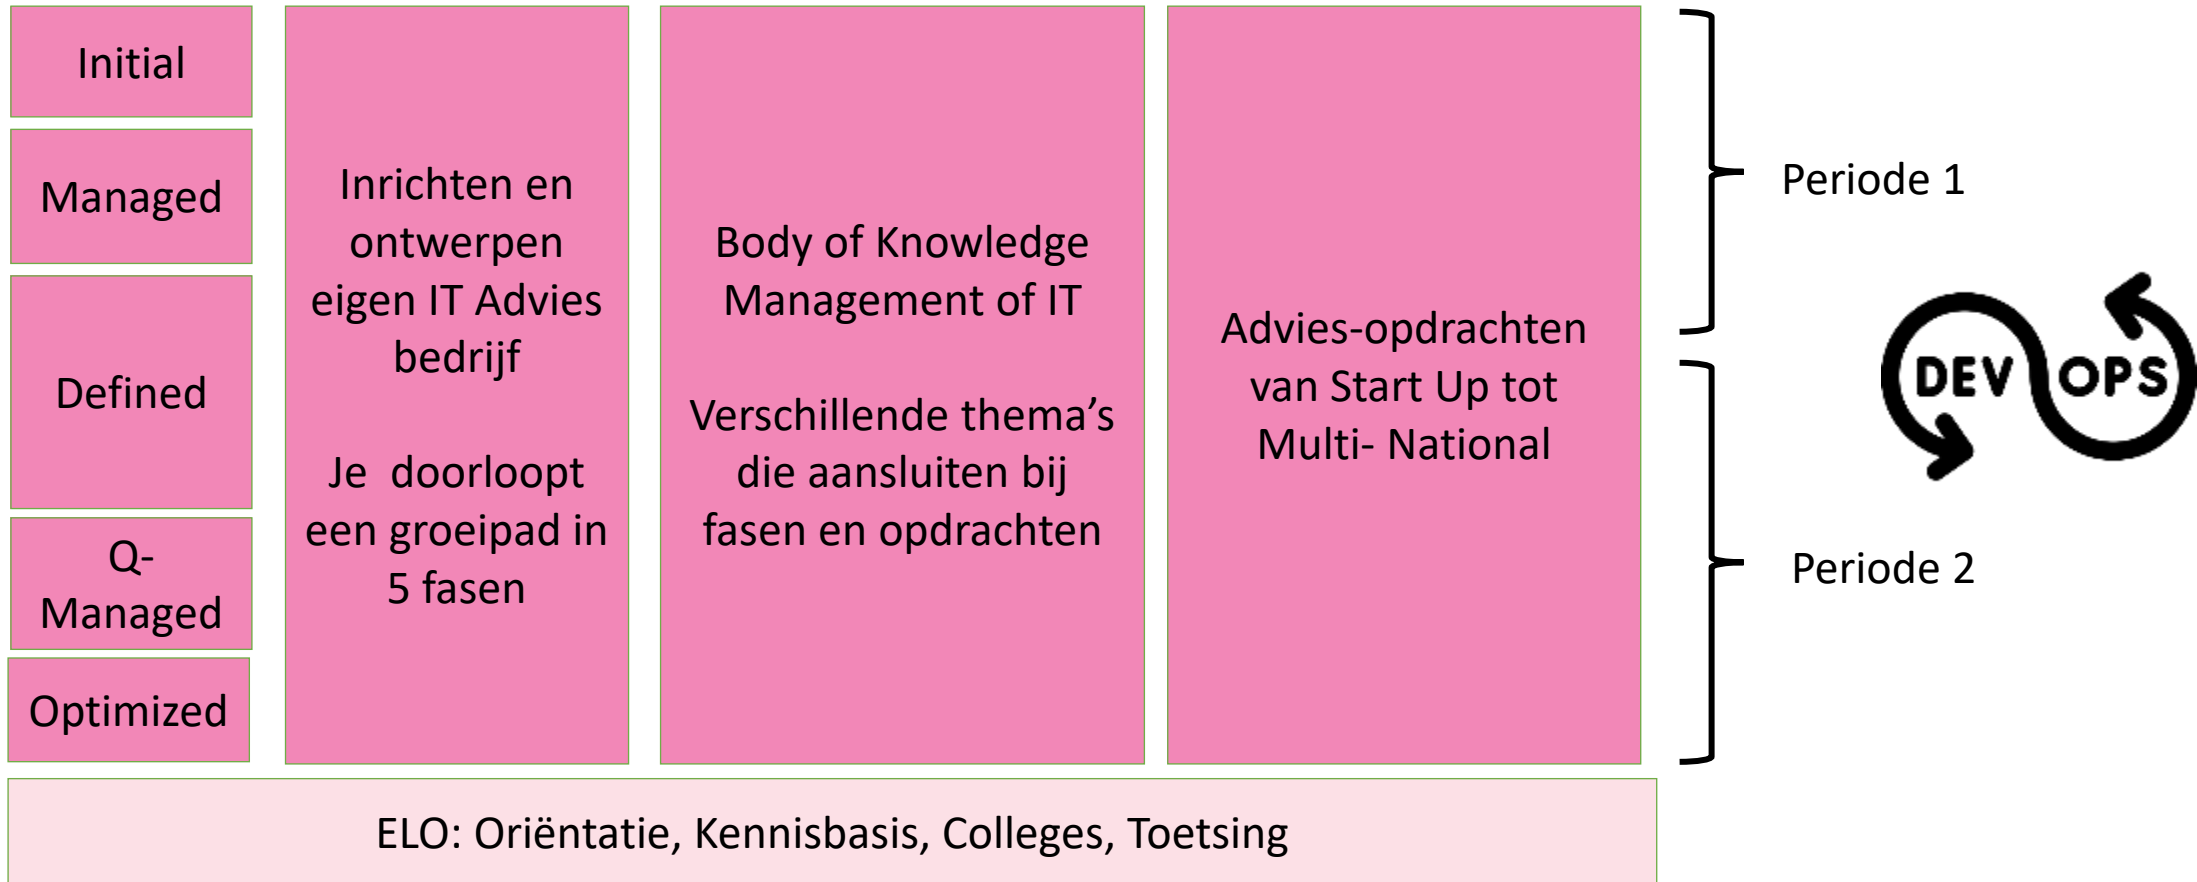 Initial
Managed
Defined
Q-
Managed
Optimized
Inrichten en
ontwerpen
eigen IT Advies
bedrijf
Je  doorloopt
een groeipad in
5 fasen
Body of Knowledge
Management of IT
Verschillende thema’s
die aansluiten bij
fasen en opdrachten
Advies-opdrachten
van Start Up tot
Multi- National
Periode 1
Periode 2
DEV OPS
ELO: Oriëntatie, Kennisbasis, Colleges, Toetsing